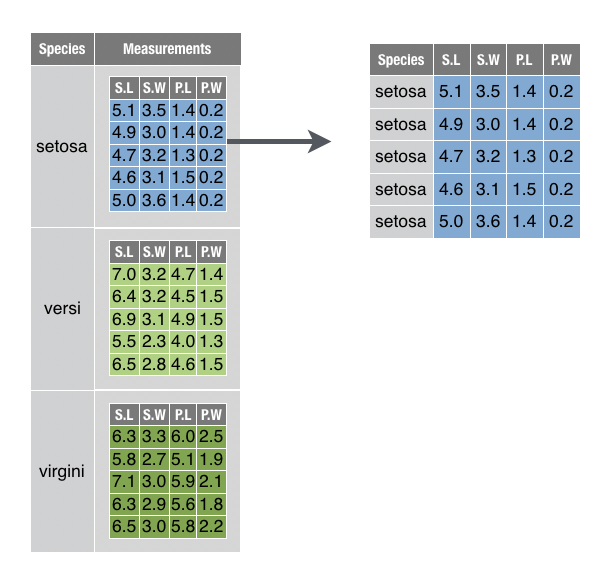 Species Measurements
S.L S.W P.L P.W
5.1 3.5 1.4 0.2
4.9 3.0 1.4 0.2
setosa
4.7 3.2 1.3 0.2
4.6 3.1 1.5 0.2
5.0 3.6 1.4 0.2
S.L S.W P.L P.W
7.0 3.2 4.7 1.4
6.4 3.2 4.5 1.5
versi
6.9 3.1 4.9 1.5
5.5 2.3 4.0 1.3
6.5 2.8 4.6 1.5
S.L S.W P.L P.W
6.3 3.3 6.0 2.5
5.8 2.7 5.1 1.9
virgini
7.1 3.0 5.9 2.1
6.3 2.9 5.6 1.8
6.5 3.0 5.8 2.2
Species S.L S.W P.L P.W
setosa 5.1 3.5 1.4 0.2
setosa 4.9 3.0 1.4 0.2
setosa 4.7 3.2 1.3 0.2
setosa 4.6 3.1 1.5 0.2
setosa 5.0 3.6 1.4 0.2